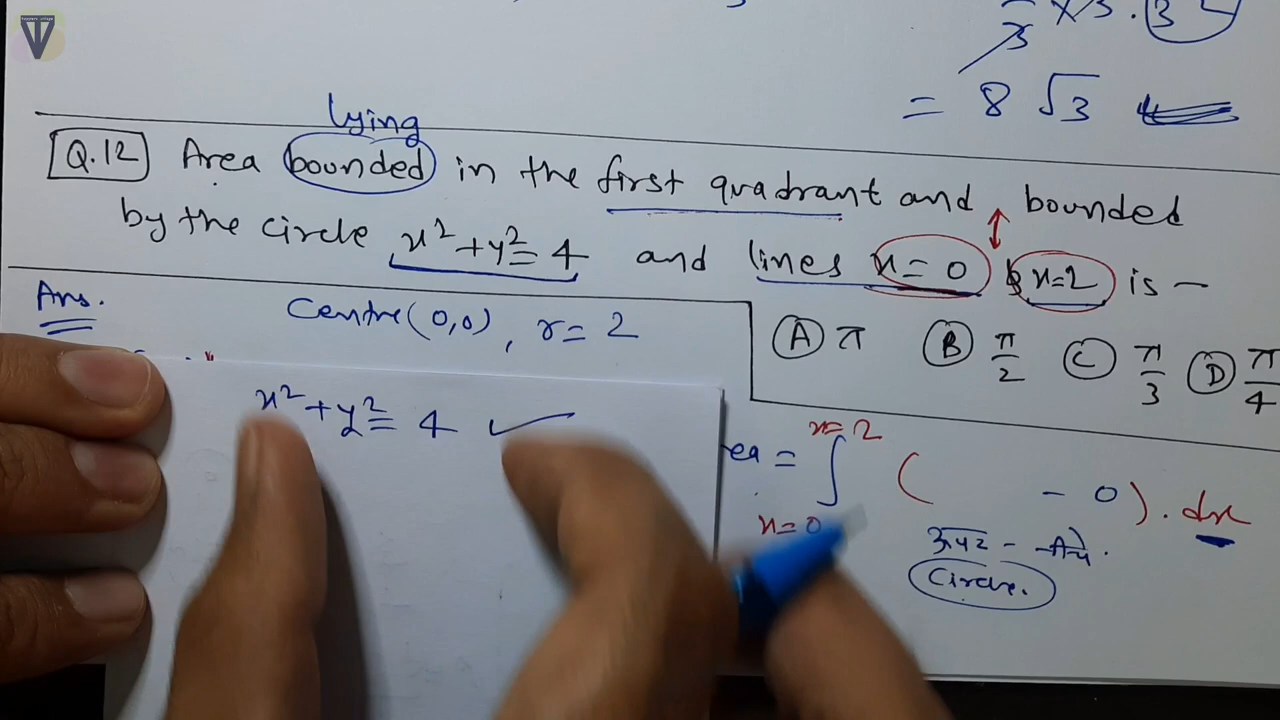 = 8 √3
lying
Q.12 Area bounded in the first quadrant and bounded
by the circle x²+y²=4 and lines x=0 & x=2 is —
Ans.
Centre(0,0), r=2
(A) π (B) π/2 (C) π/3 (D) π/4
x²+y²=4
ea = ∫ ( - 0). dx
x=2
x=0
Circle.